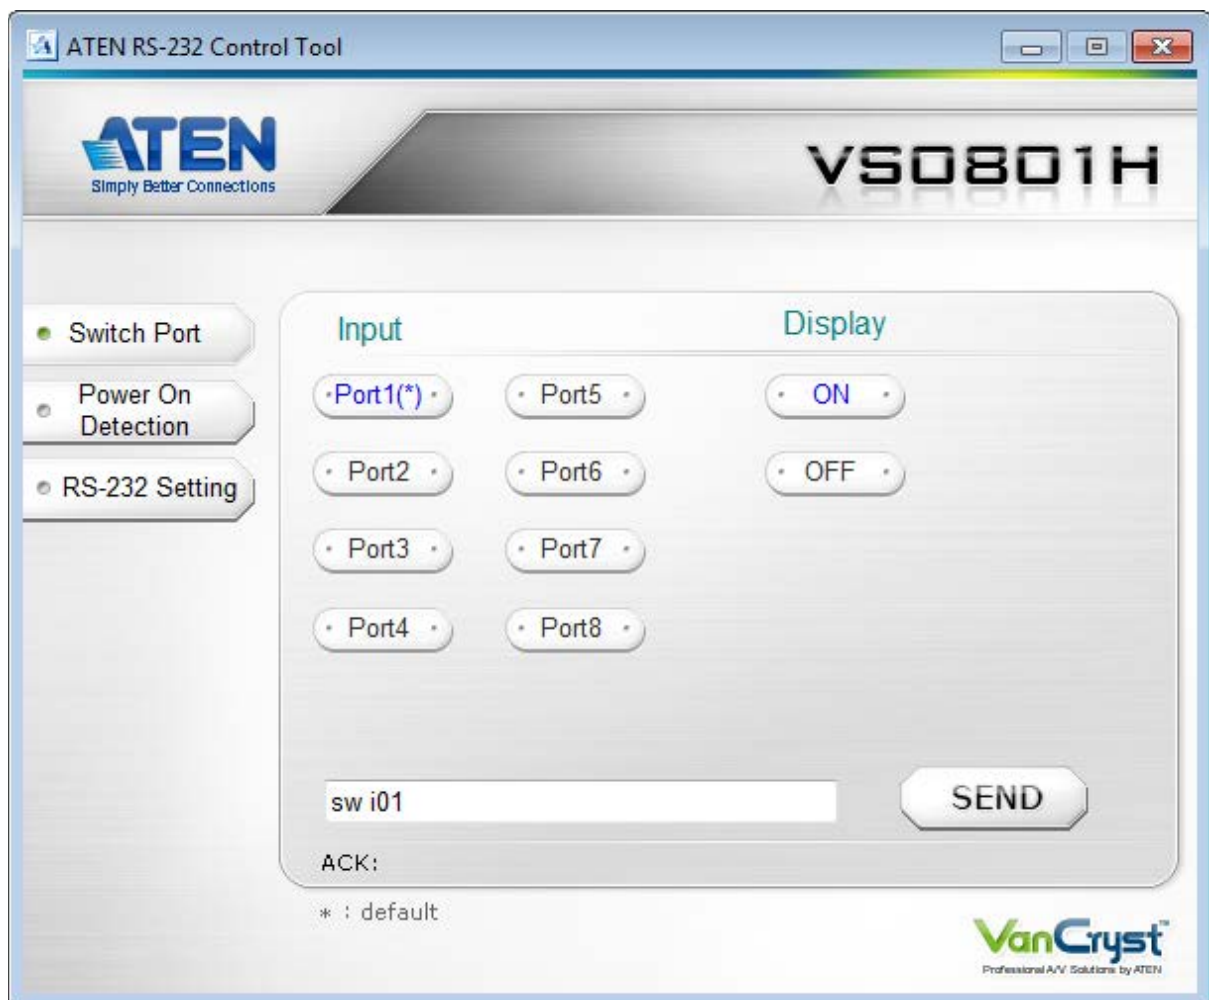 ATEN RS-232 Control Tool
ATEN
Simply Better Connections
VS0801H
Switch Port
Power On
Detection
RS-232 Setting
Input
Display
Port1(*)
Port5
ON
Port2
Port6
OFF
Port3
Port7
Port4
Port8
sw i01
SEND
ACK:
* : default
VanCryst™
Professional A/V Solutions by ATEN